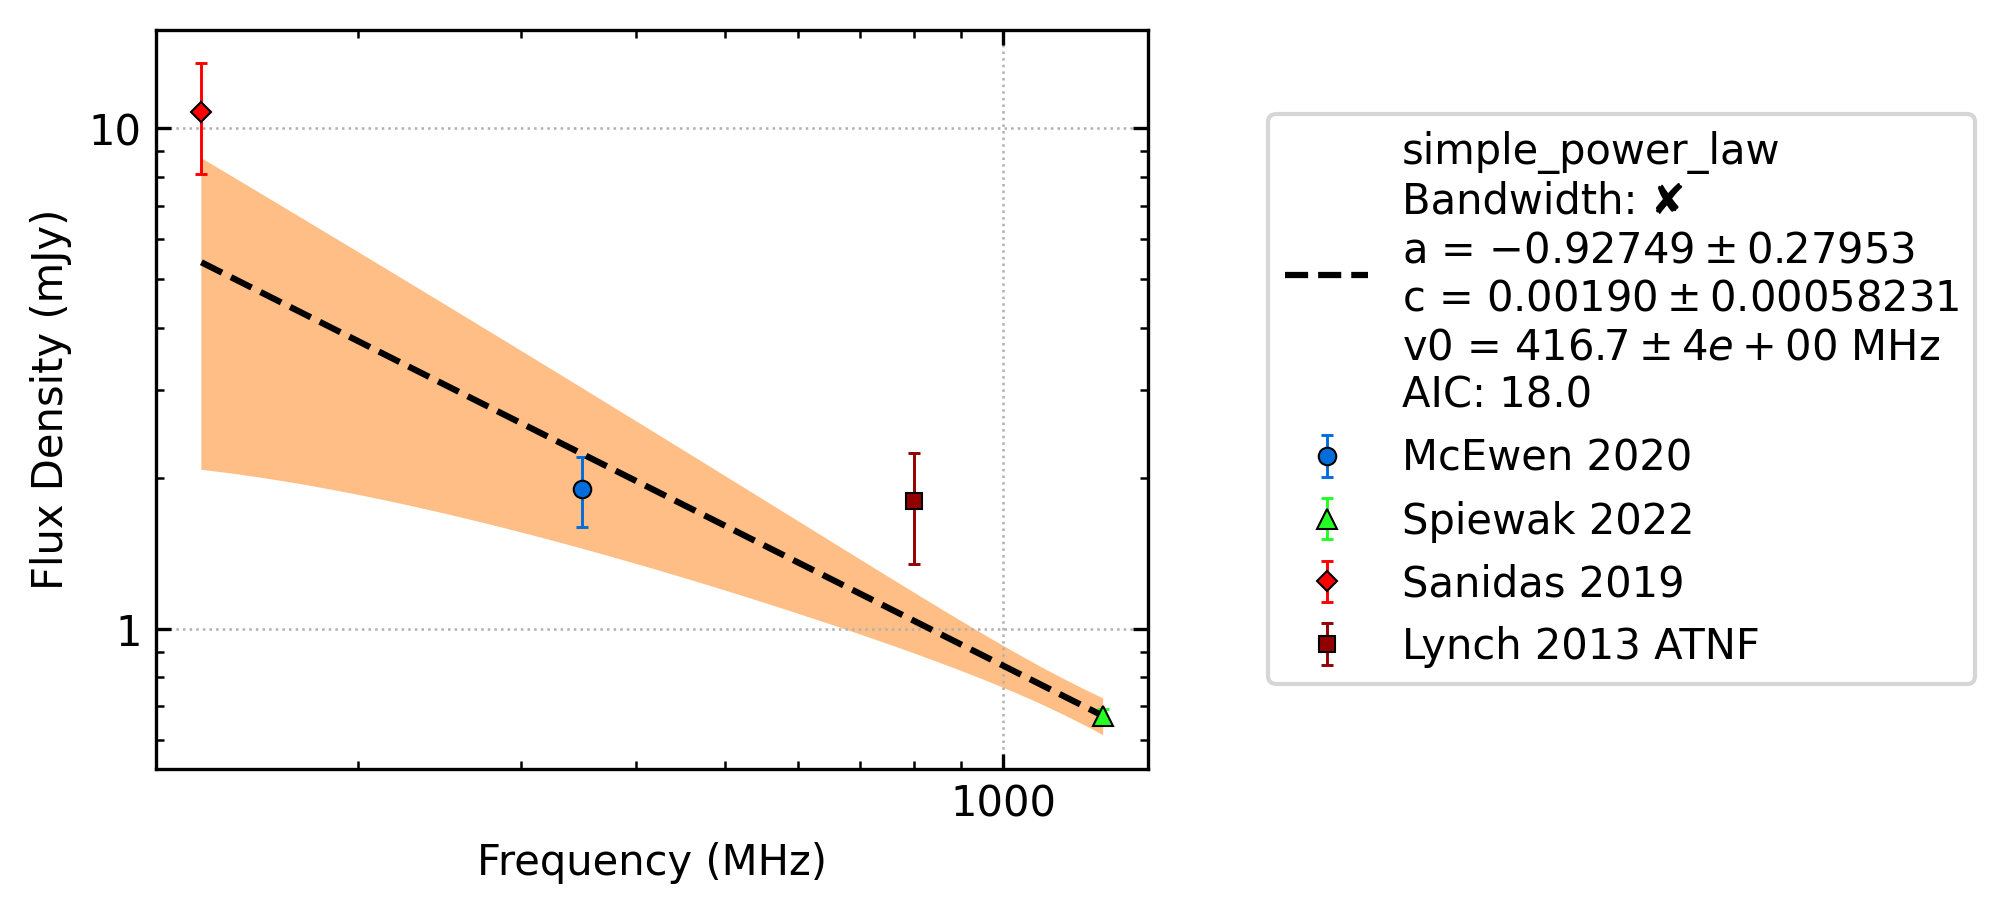 10
1
Flux Density (mJy)
1000
Frequency (MHz)
simple_power_law
Bandwidth: ✘
a = −0.92749 ± 0.27953
c = 0.00190 ± 0.00058231
v0 = 416.7 ± 4e + 00 MHz
AIC: 18.0
McEwen 2020
Spiewak 2022
Sanidas 2019
Lynch 2013 ATNF